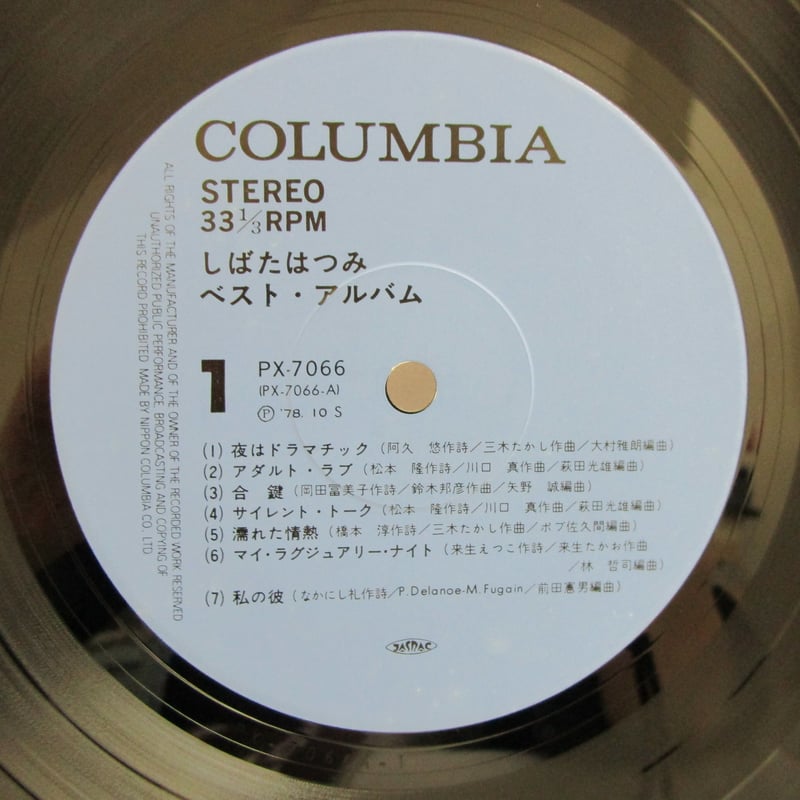 COLUMBIA
STEREO
33 1/3 RPM
しばたはつみ
ベスト・アルバム
1
PX-7066
(PX-7066-A)
Ⓟ '78. 10 S
(1) 夜はドラマチック (阿久 悠作詩/三木たかし作曲/大村雅朗編曲)
(2) アダルト・ラブ (松本 隆作詩/川口 真作曲/萩田光雄編曲)
(3) 合 鍵 (岡田冨美子作詩/鈴木邦彦作曲/矢野 誠編曲)
(4) サイレント・トーク (松本 隆作詩/川口 真作曲/萩田光雄編曲)
(5) 濡れた情熱 (橋本 淳作詩/三木たかし作曲/ボブ佐久間編曲)
(6) マイ・ラグジュアリー・ナイト (来生えつこ作詩/来生たかお作曲
/林 哲司編曲)
(7) 私の彼 (なかにし礼作詩/P.Delanoe-M.Fugain/前田憲男編曲)
JASRAC
ALL RIGHTS OF THE MANUFACTURER AND OF THE OWNER OF THE RECORDED WORK RESERVED
UNAUTHORIZED PUBLIC PERFORMANCE BROADCASTING AND COPYING OF
THIS RECORD PROHIBITED MADE BY NIPPON COLUMBIA CO., LTD.